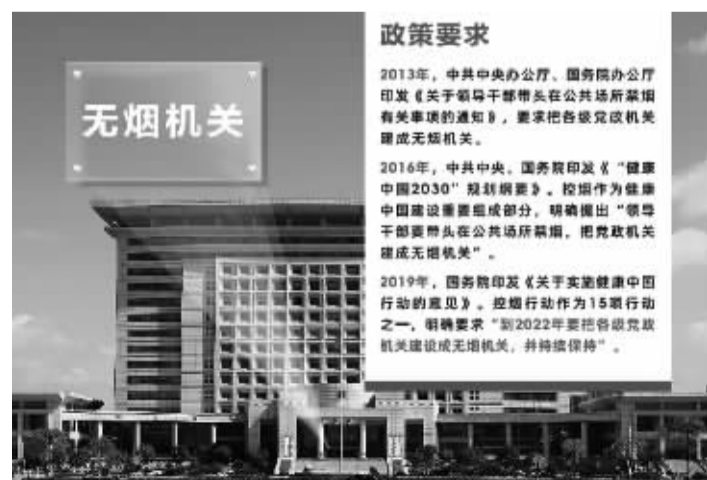 无烟机关
政策要求
2013年，中共中央办公厅、国务院办公厅
印发《关于领导干部带头在公共场所禁烟
有关事项的通知》，要求把各级党政机关
建成无烟机关。
2016年，中共中央、国务院印发《“健康
中国2030”规划纲要》。控烟作为健康
中国建设重要组成部分，明确提出“领导
干部要带头在公共场所禁烟，把党政机关
建成无烟机关”。
2019年，国务院印发《关于实施健康中国
行动的意见》。控烟行动作为15项行动
之一，明确要求“到2022年要把各级党政
机关建设成无烟机关，并持续保持”。